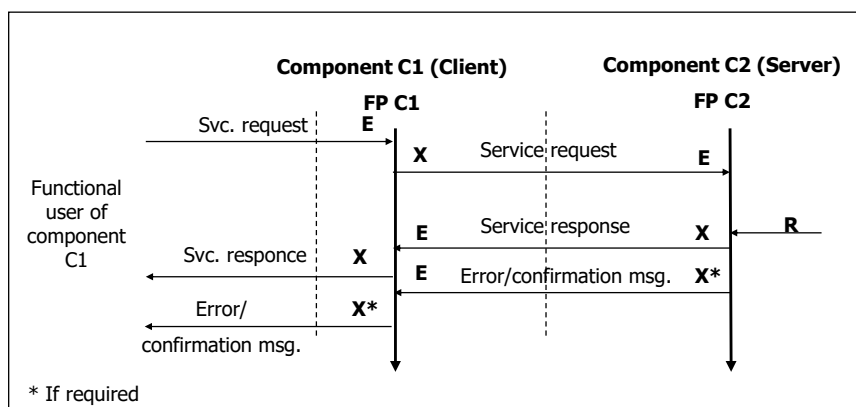 Component C1 (Client)
Component C2 (Server)
FP C1
FP C2
Svc. request
E
X
Service request
E
Functional
user of
component
C1
E
Service response
X
R
Svc. responce
X
E
Error/confirmation msg.
X*
Error/
X*
confirmation msg.
* If required